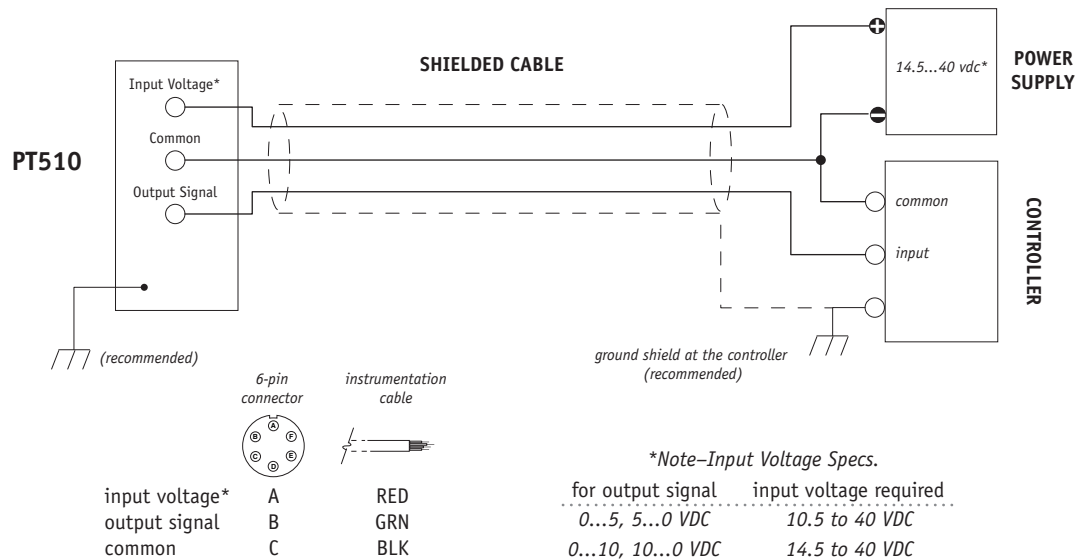 SHIELDED CABLE
POWER
SUPPLY
14.5...40 vdc*
PT510
Input Voltage*
Common
Output Signal
CONTROLLER
common
input
(recommended)
ground shield at the controller
(recommended)
6-pin
connector
instrumentation
cable
A
B
F
C
E
D
input voltage* A RED
output signal B GRN
common C BLK
*Note–Input Voltage Specs.
for output signal input voltage required
0...5, 5...0 VDC 10.5 to 40 VDC
0...10, 10...0 VDC 14.5 to 40 VDC